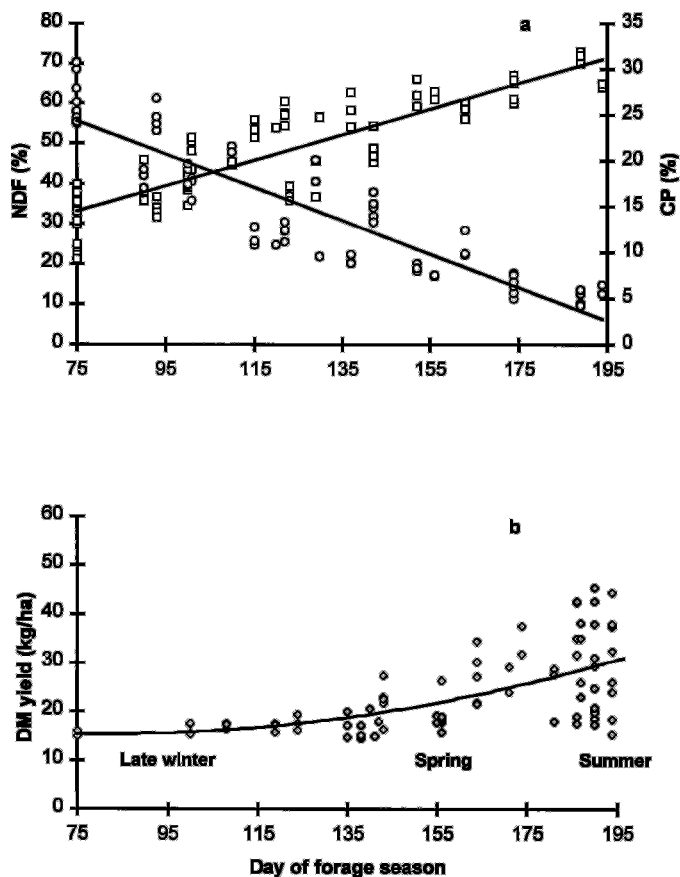 a
NDF (%)
80
70
60
50
40
30
20
10
0
CP (%)
35
30
25
20
15
10
5
0
75 95 115 135 155 175 195
b
DM yield (kg/ha)
60
50
40
30
20
10
0
Late winter Spring Summer
75 95 115 135 155 175 195
Day of forage season